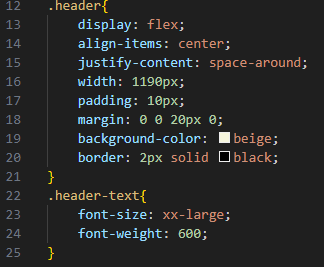 12 .header{
13 display: flex;
14 align-items: center;
15 justify-content: space-around;
16 width: 1190px;
17 padding: 10px;
18 margin: 0 0 20px 0;
19 background-color: beige;
20 border: 2px solid black;
21 }
22 .header-text{
23 font-size: xx-large;
24 font-weight: 600;
25 }